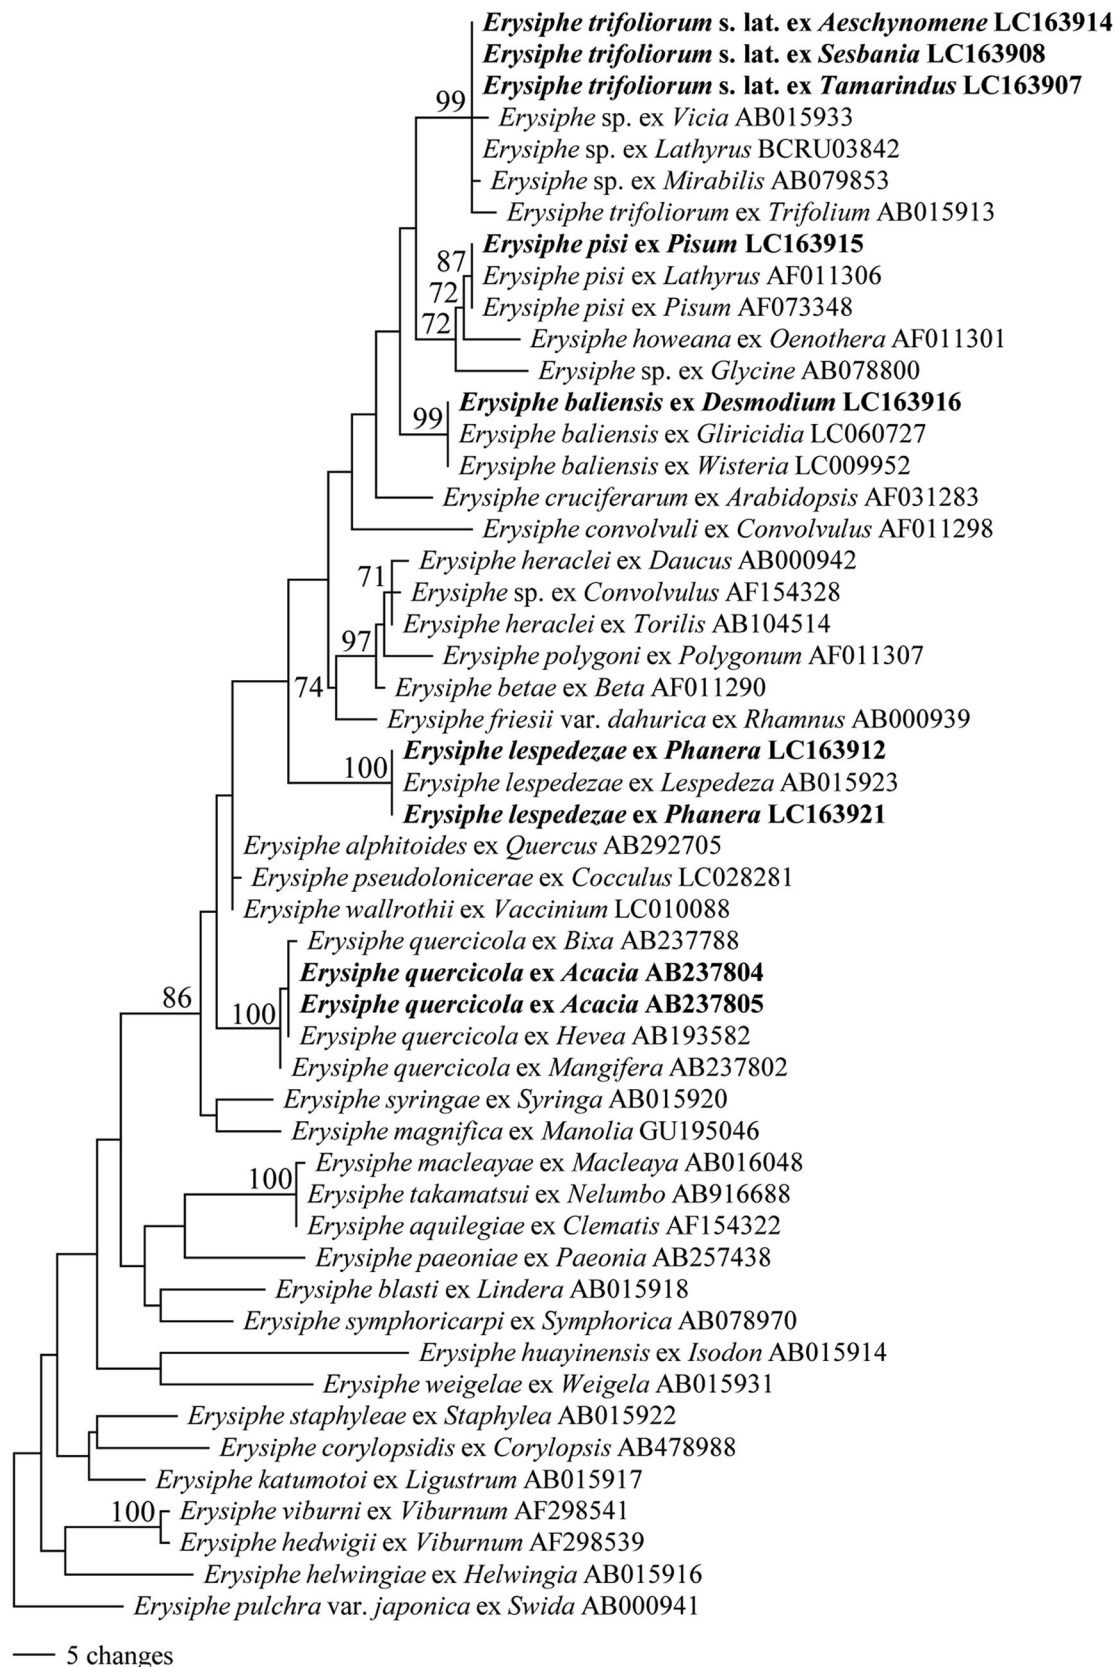 Erysiphe trifoliorum s. lat. ex Aeschynomene LC163914
Erysiphe trifoliorum s. lat. ex Sesbania LC163908
Erysiphe trifoliorum s. lat. ex Tamarindus LC163907
99
Erysiphe sp. ex Vicia AB015933
Erysiphe sp. ex Lathyrus BCRU03842
Erysiphe sp. ex Mirabilis AB079853
Erysiphe trifoliorum ex Trifolium AB015913
Erysiphe pisi ex Pisum LC163915
87
Erysiphe pisi ex Lathyrus AF011306
72
Erysiphe pisi ex Pisum AF073348
72
Erysiphe howeana ex Oenothera AF011301
Erysiphe sp. ex Glycine AB078800
Erysiphe baliensis ex Desmodium LC163916
99
Erysiphe baliensis ex Gliricidia LC060727
Erysiphe baliensis ex Wisteria LC009952
Erysiphe cruciferarum ex Arabidopsis AF031283
Erysiphe convolvuli ex Convolvulus AF011298
Erysiphe heraclei ex Daucus AB000942
71
Erysiphe sp. ex Convolvulus AF154328
Erysiphe heraclei ex Torilis AB104514
97
Erysiphe polygoni ex Polygonum AF011307
74
Erysiphe betae ex Beta AF011290
Erysiphe friesii var. dahurica ex Rhamnus AB000939
Erysiphe lespedezae ex Phanera LC163912
100
Erysiphe lespedezae ex Lespedeza AB015923
Erysiphe lespedezae ex Phanera LC163921
Erysiphe alphitoides ex Quercus AB292705
Erysiphe pseudolonicerae ex Cocculus LC028281
Erysiphe wallrothii ex Vaccinium LC010088
Erysiphe quercicola ex Bixa AB237788
Erysiphe quercicola ex Acacia AB237804
86
Erysiphe quercicola ex Acacia AB237805
100
Erysiphe quercicola ex Hevea AB193582
Erysiphe quercicola ex Mangifera AB237802
Erysiphe syringae ex Syringa AB015920
Erysiphe magnifica ex Manolia GU195046
Erysiphe macleayae ex Macleaya AB016048
100
Erysiphe takamatsui ex Nelumbo AB916688
Erysiphe aquilegiae ex Clematis AF154322
Erysiphe paeoniae ex Paeonia AB257438
Erysiphe blasti ex Lindera AB015918
Erysiphe symphoricarpi ex Symphorica AB078970
Erysiphe huayinensis ex Isodon AB015914
Erysiphe weigelae ex Weigela AB015931
Erysiphe staphyleae ex Staphylea AB015922
Erysiphe corylopsidis ex Corylopsis AB478988
Erysiphe katumotoi ex Ligustrum AB015917
100
Erysiphe viburni ex Viburnum AF298541
Erysiphe hedwigii ex Viburnum AF298539
Erysiphe helwingiae ex Helwingia AB015916
Erysiphe pulchra var. japonica ex Swida AB000941
5 changes